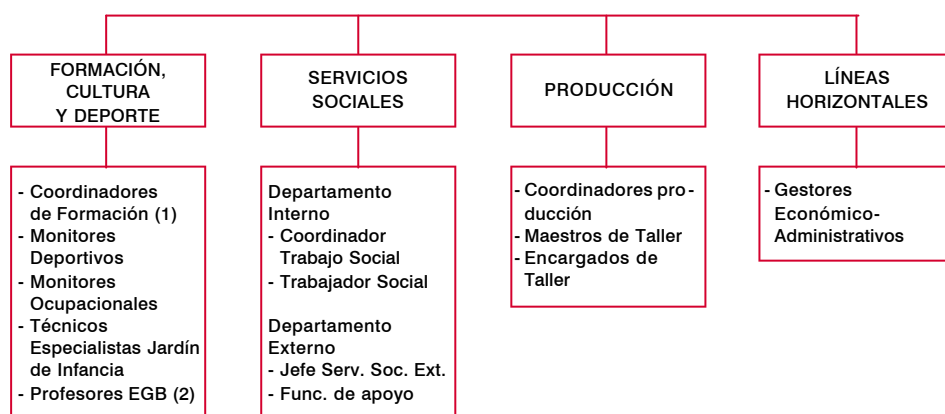 FORMACIÓN,
CULTURA
Y DEPORTE
SERVICIOS
SOCIALES
PRODUCCIÓN
LÍNEAS
HORIZONTALES
- Coordinadores
de Formación (1)
- Monitores
Deportivos
- Monitores
Ocupacionales
- Técnicos
Especialistas Jardín
de Infancia
- Profesores EGB (2)
Departamento
Interno
- Coordinador
Trabajo Social
- Trabajador Social
Departamento
Externo
- Jefe Serv. Soc. Ext.
- Func. de apoyo
- Coordinadores pro-
ducción
- Maestros de Taller
- Encargados de
Taller
- Gestores
Económico-
Administrativos